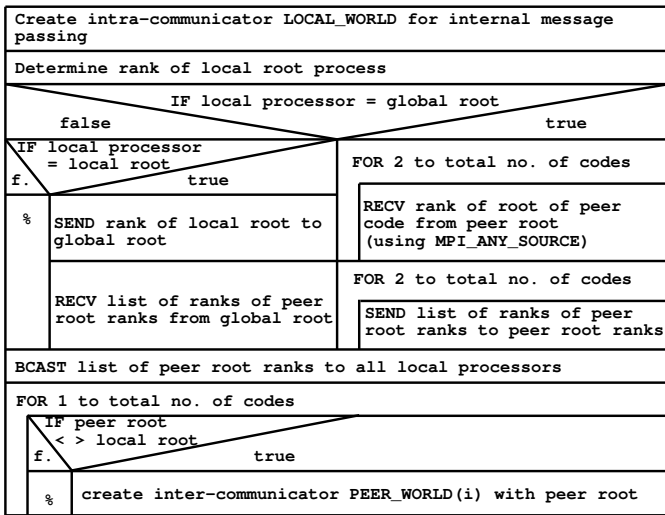 Create intra-communicator LOCAL_WORLD for internal message
passing
Determine rank of local root process
IF local processor = global root
false
true
IF local processor
= local root
f.
true
%
SEND rank of local root to
global root
RECV list of ranks of peer
root ranks from global root
FOR 2 to total no. of codes
RECV rank of root of peer
code from peer root
(using MPI_ANY_SOURCE)
FOR 2 to total no. of codes
SEND list of ranks of peer
root ranks to peer root ranks
BCAST list of peer root ranks to all local processors
FOR 1 to total no. of codes
IF peer root
< > local root
f.
true
%
create inter-communicator PEER_WORLD(i) with peer root